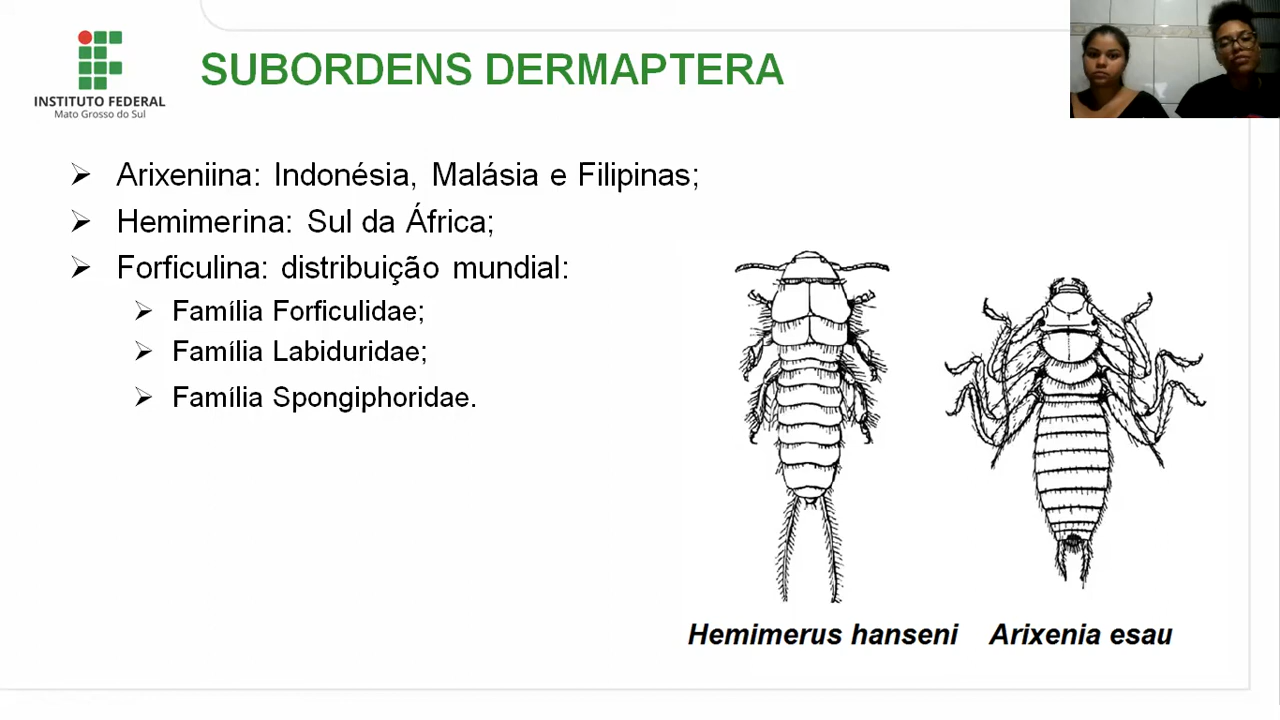 INSTITUTO FEDERAL
Mato Grosso do Sul
SUBORDENS DERMAPTERA
Arixeniina: Indonésia, Malásia e Filipinas;
Hemimerina: Sul da África;
Forficulina: distribuição mundial:
Família Forficulidae;
Família Labiduridae;
Família Spongiphoridae.
Hemimerus hanseni
Arixenia esau